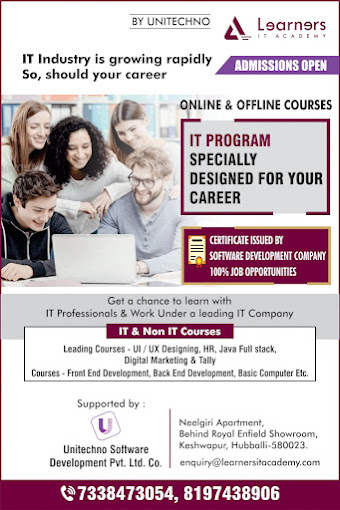 BY UNITECHNO
Learners
IT ACADEMY
IT Industry is growing rapidly
So, should your career
ADMISSIONS OPEN
ONLINE & OFFLINE COURSES
IT PROGRAM
SPECIALLY
DESIGNED FOR YOUR
CAREER
CERTIFICATE ISSUED BY
SOFTWARE DEVELOPMENT COMPANY
100% JOB OPPORTUNITIES
Get a chance to learn with
IT Professionals & Work Under a leading IT Company
IT & Non IT Courses
Leading Courses - UI / UX Designing, HR, Java Full stack,
Digital Marketing & Tally
Courses - Front End Development, Back End Development, Basic Computer Etc.
Supported by :
Unitechno Software
Development Pvt. Ltd. Co.
Neelgiri Apartment,
Behind Royal Enfield Showroom,
Keshwapur, Hubballi-580023.
enquiry@learnersitacademy.com
7338473054, 8197438906